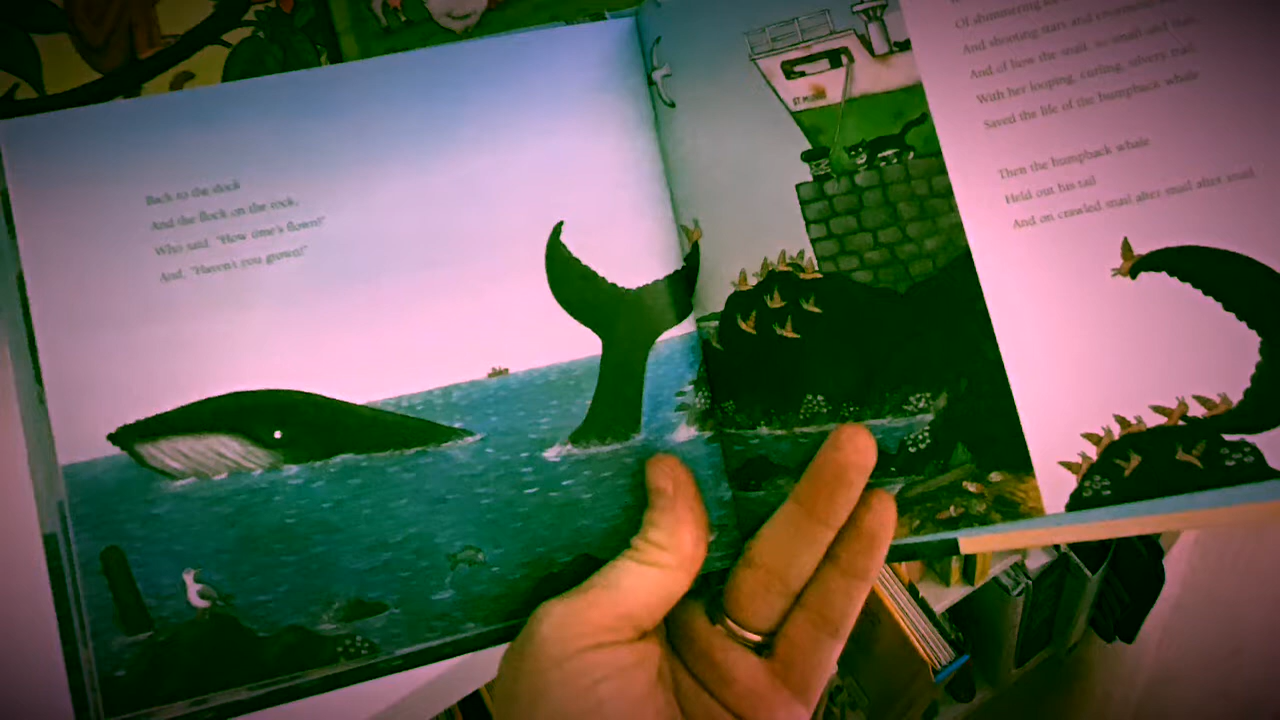 Back to the dock
And the flock on the rock,
Who said, "How time's flown!"
And, "Haven't you grown!"
ST
Of shimmering
And shooting stars and enormous
And of how the snail, so small and frail,
With her looping, curling, silvery trail
Saved the life of the humpback whale.
Then the humpback whale
Held out his tail
And on crawled snail after snail after snail.